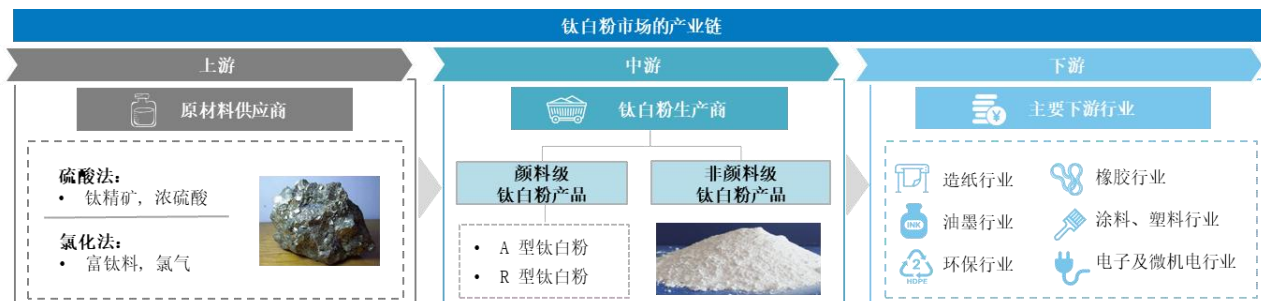 钛白粉市场的产业链
上游
中游
下游
原材料供应商
钛白粉生产商
主要下游行业
硫酸法：
• 钛精矿，浓硫酸
氯化法：
• 富钛料，氯气
颜料级
钛白粉产品
非颜料级
钛白粉产品
• A 型钛白粉
• R 型钛白粉
造纸行业
橡胶行业
INK
油墨行业
涂料、塑料行业
2
HDPE
环保行业
电子及微机电行业